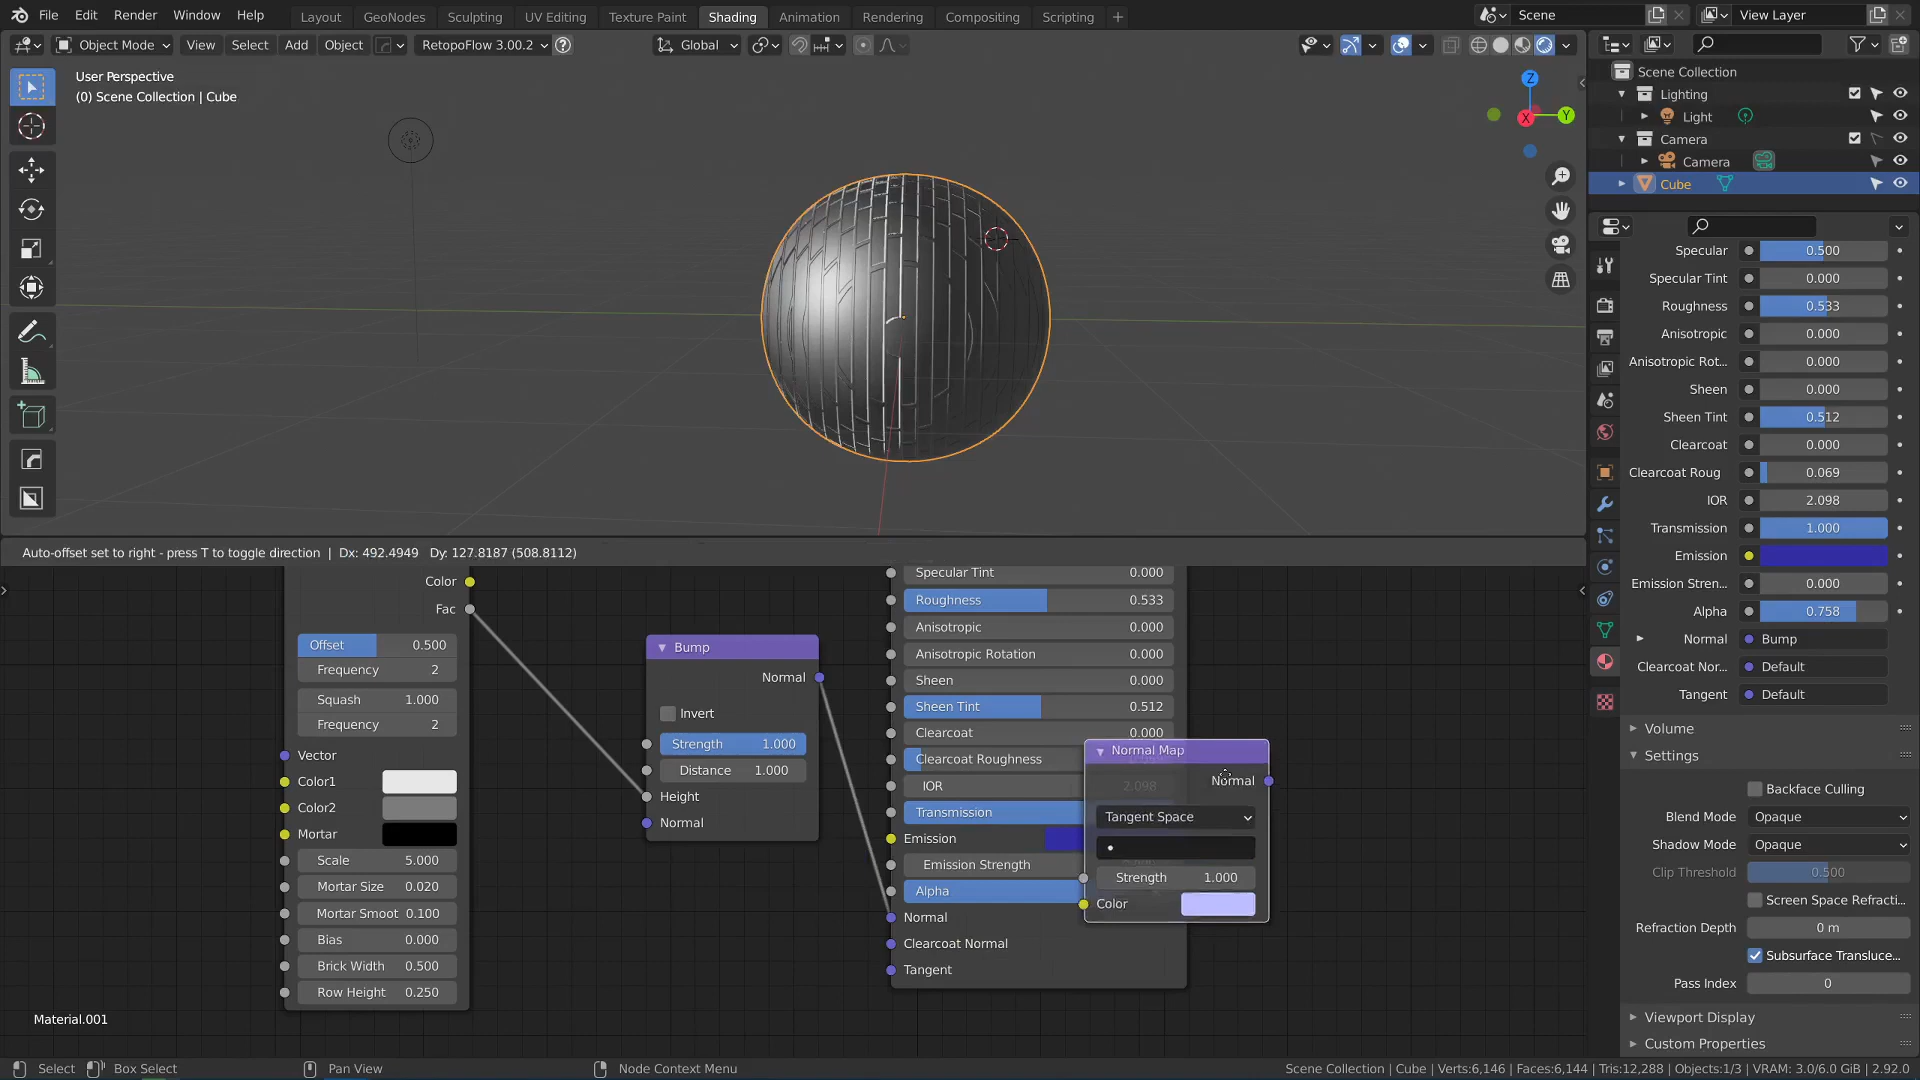 File Edit Render Window Help Layout GeoNodes Sculpting UV Editing Texture Paint Shading Animation Rendering Compositing Scripting + Scene View Layer
Object Mode View Select Add Object RetopoFlow 3.00.2 Global
User Perspective
(0) Scene Collection | Cube
Z
X
Y
Scene Collection
Lighting
Light
Camera
Camera
Cube
Specular 0.500
Specular Tint 0.000
Roughness 0.533
Anisotropic 0.000
Anisotropic Rot... 0.000
Sheen 0.000
Sheen Tint 0.512
Clearcoat 0.000
Clearcoat Roug 0.069
IOR 2.098
Transmission 1.000
Emission
Emission Stren... 0.000
Alpha 0.758
Normal Bump
Clearcoat Nor... Default
Tangent Default
Volume
Settings
Backface Culling
Blend Mode Opaque
Shadow Mode Opaque
Clip Threshold 0.500
Screen Space Refracti...
Refraction Depth 0 m
Subsurface Transluce...
Pass Index 0
Viewport Display
Custom Properties
Auto-offset set to right - press T to toggle direction | Dx: 492.4949 Dy: 127.8187 (508.8112)
Color
Fac
Offset 0.500
Frequency 2
Squash 1.000
Frequency 2
Vector
Color1
Color2
Mortar
Scale 5.000
Mortar Size 0.020
Mortar Smoot 0.100
Bias 0.000
Brick Width 0.500
Row Height 0.250
Bump
Normal
Invert
Strength 1.000
Distance 1.000
Height
Normal
Specular Tint 0.000
Roughness 0.533
Anisotropic 0.000
Anisotropic Rotation 0.000
Sheen 0.000
Sheen Tint 0.512
Clearcoat 0.000
Clearcoat Roughness
IOR 2.098
Transmission
Emission
Emission Strength
Alpha
Normal
Clearcoat Normal
Tangent
Normal Map
Normal
Tangent Space
Strength 1.000
Color
Material.001
Select Box Select Pan View Node Context Menu Scene Collection | Cube | Verts:6,146 | Faces:6,144 | Tris:12,288 | Objects:1/3 | VRAM: 3.0/6.0 GiB | 2.92.0